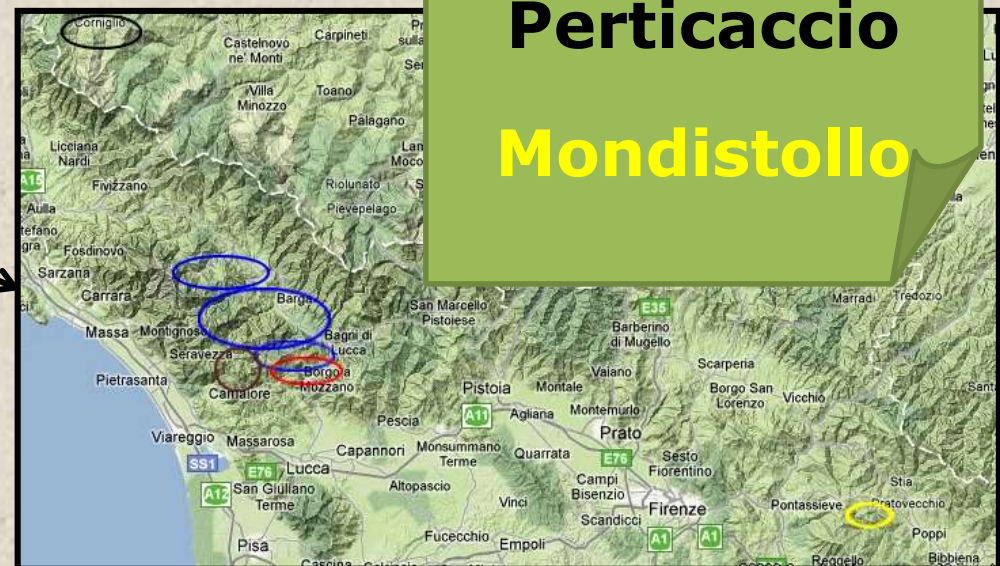 Perticaccio
Mondistollo
Corniglio
Castelnovo
ne' Monti
Carpineti
Villa
Minozzo
Toano
Palagano
Licciana
Nardi
A15
Fivizzano
Riolunato
Pievepelago
Aulla
Fosdinovo
Sarzana
Carrara
Barga
San Marcello
Pistoiese
E35
Marradi
Tredozio
Massa
Montignoso
Bagni di
Lucca
Barberino
di Mugello
Seravezza
Borgo a
Mozzano
Vaiano
Scarperia
Pietrasanta
Camaiore
Pistoia
Montale
Borgo San
Lorenzo
Vicchio
A11
Agliana
Montemurlo
Pescia
Prato
Viareggio
Massarosa
Capannori
Monsummano
Terme
Quarrata
E76
Sesto
Fiorentino
SS1
E76
Lucca
Campi
Bisenzio
Stia
A12
San Giuliano
Terme
Altopascio
Vinci
Firenze
Pontassieve
Pratovecchio
Scandicci
Pisa
Fucecchio
Empoli
A1
A1
Poppi
Cascina
Reggello
Bibbiena